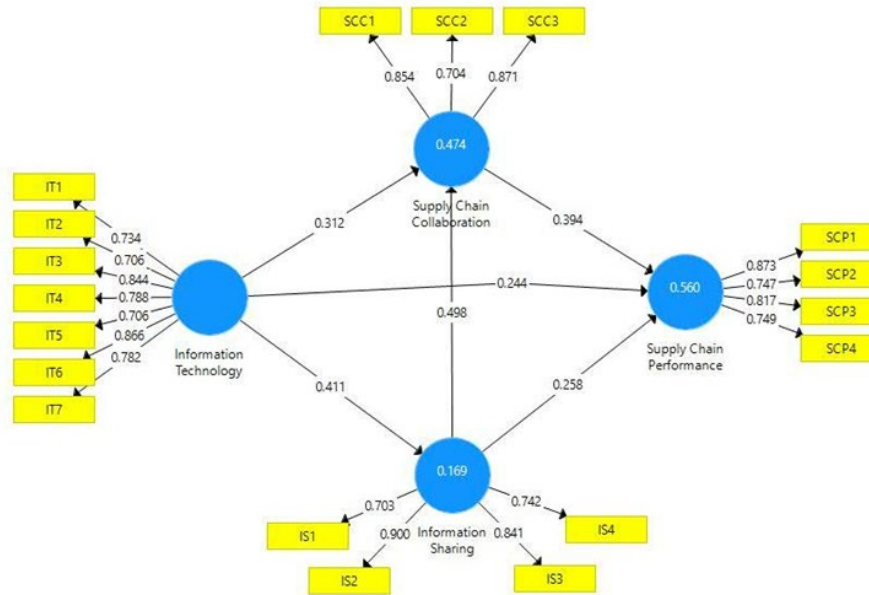 SCC1
SCC2
SCC3
0.854
0.704
0.871
0.474
Supply Chain
Collaboration
IT1
IT2
IT3
IT4
IT5
IT6
IT7
0.734
0.706
0.844
0.788
0.706
0.866
0.782
Information
Technology
0.312
0.394
0.244
0.498
0.411
0.258
0.560
Supply Chain
Performance
0.873
0.747
0.817
0.749
SCP1
SCP2
SCP3
SCP4
0.169
Information
Sharing
0.703
0.900
0.841
0.742
IS1
IS2
IS3
IS4